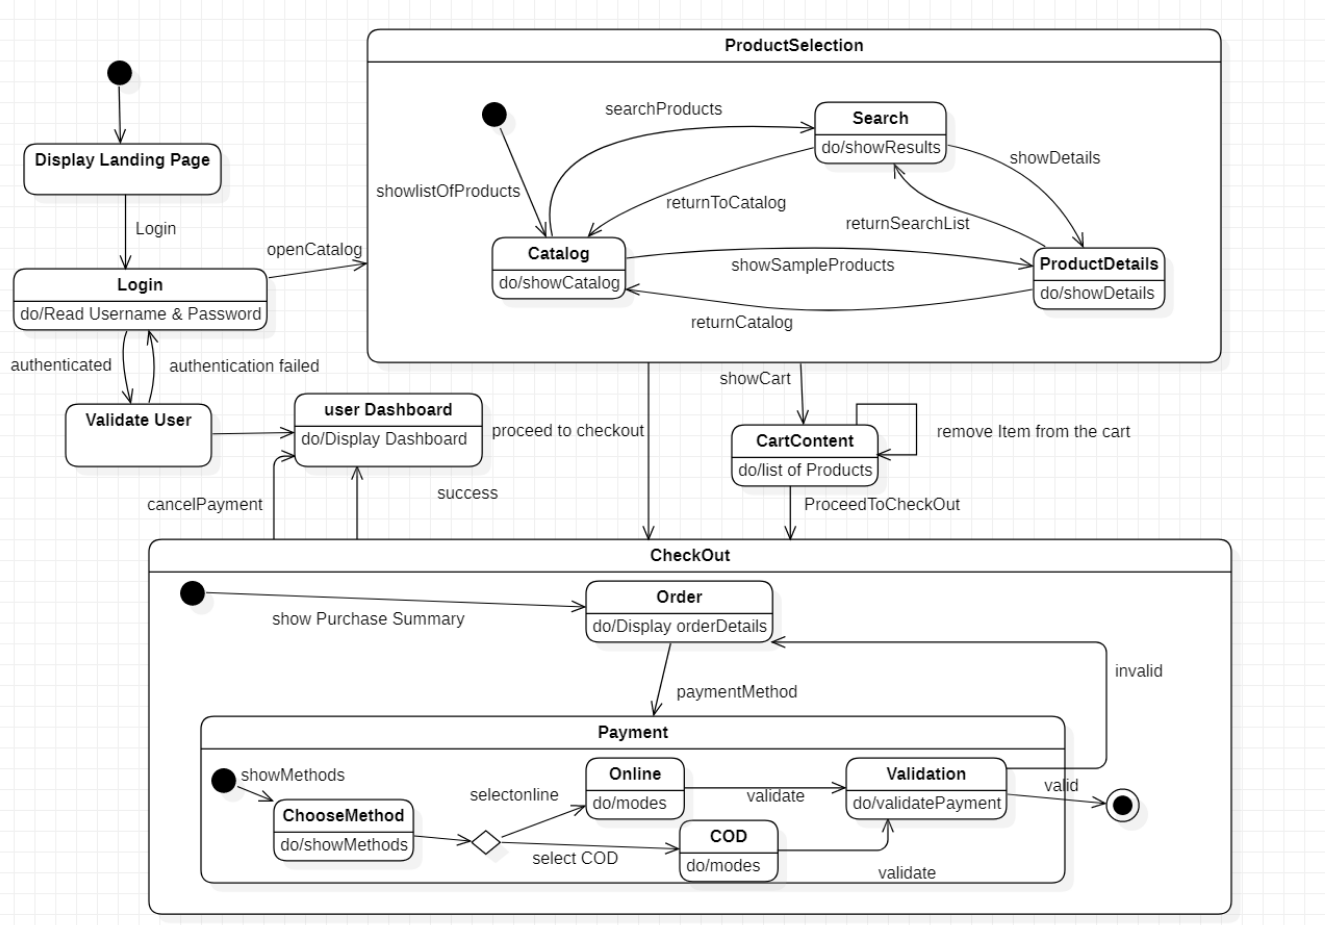 ProductSelection
searchProducts
Search
do/showResults
showDetails
Display Landing Page
showlistOfProducts
returnToCatalog
returnSearchList
Login
openCatalog
Catalog
do/showCatalog
showSampleProducts
ProductDetails
do/showDetails
returnCatalog
Login
do/Read Username & Password
authenticated
authentication failed
showCart
Validate User
user Dashboard
do/Display Dashboard
proceed to checkout
CartContent
do/list of Products
remove Item from the cart
cancelPayment
success
ProceedToCheckOut
CheckOut
show Purchase Summary
Order
do/Display orderDetails
invalid
paymentMethod
Payment
showMethods
ChooseMethod
do/showMethods
selectonline
Online
do/modes
validate
Validation
do/validatePayment
valid
select COD
COD
do/modes
validate